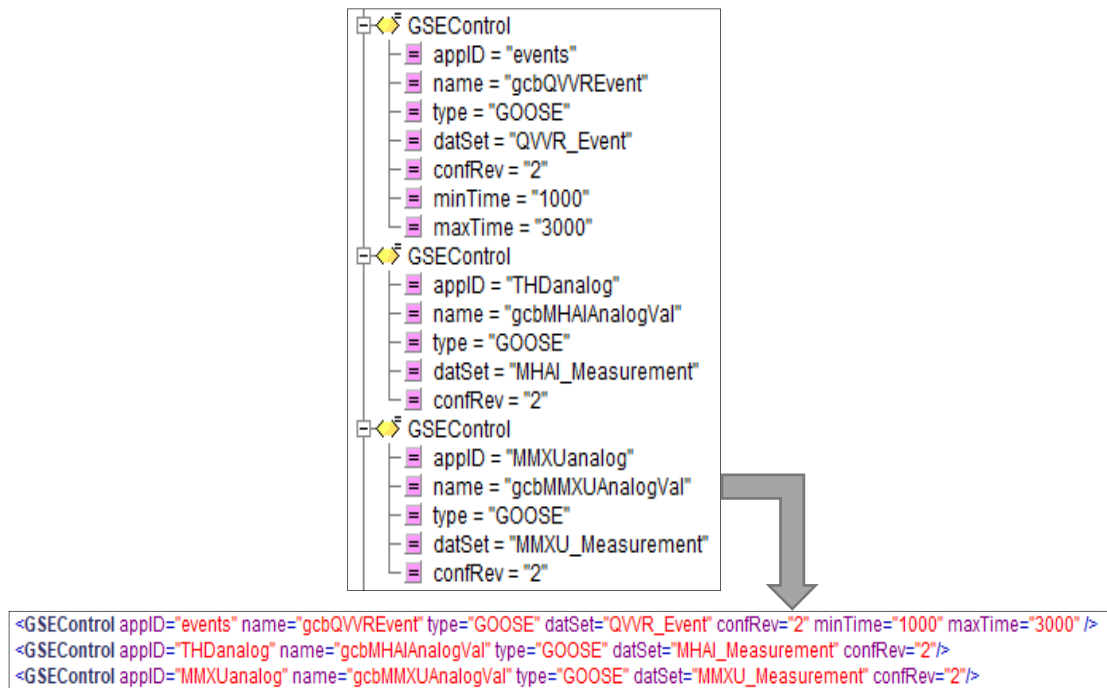 GSEControl
appID = "events"
name = "gcbQVVREvent"
type = "GOOSE"
datSet = "QVVR_Event"
confRev = "2"
minTime = "1000"
maxTime = "3000"
GSEControl
appID = "THDanalog"
name = "gcbMHAIAnalogVal"
type = "GOOSE"
datSet = "MHAI_Measurement"
confRev = "2"
GSEControl
appID = "MMXUanalog"
name = "gcbMMXUAnalogVal"
type = "GOOSE"
datSet = "MMXU_Measurement"
confRev = "2"
<GSEControl appID="events" name="gcbQVVREvent" type="GOOSE" datSet="QVVR_Event" confRev="2" minTime="1000" maxTime="3000" />
<GSEControl appID="THDanalog" name="gcbMHAIAnalogVal" type="GOOSE" datSet="MHAI_Measurement" confRev="2"/>
<GSEControl appID="MMXUanalog" name="gcbMMXUAnalogVal" type="GOOSE" datSet="MMXU_Measurement" confRev="2"/>